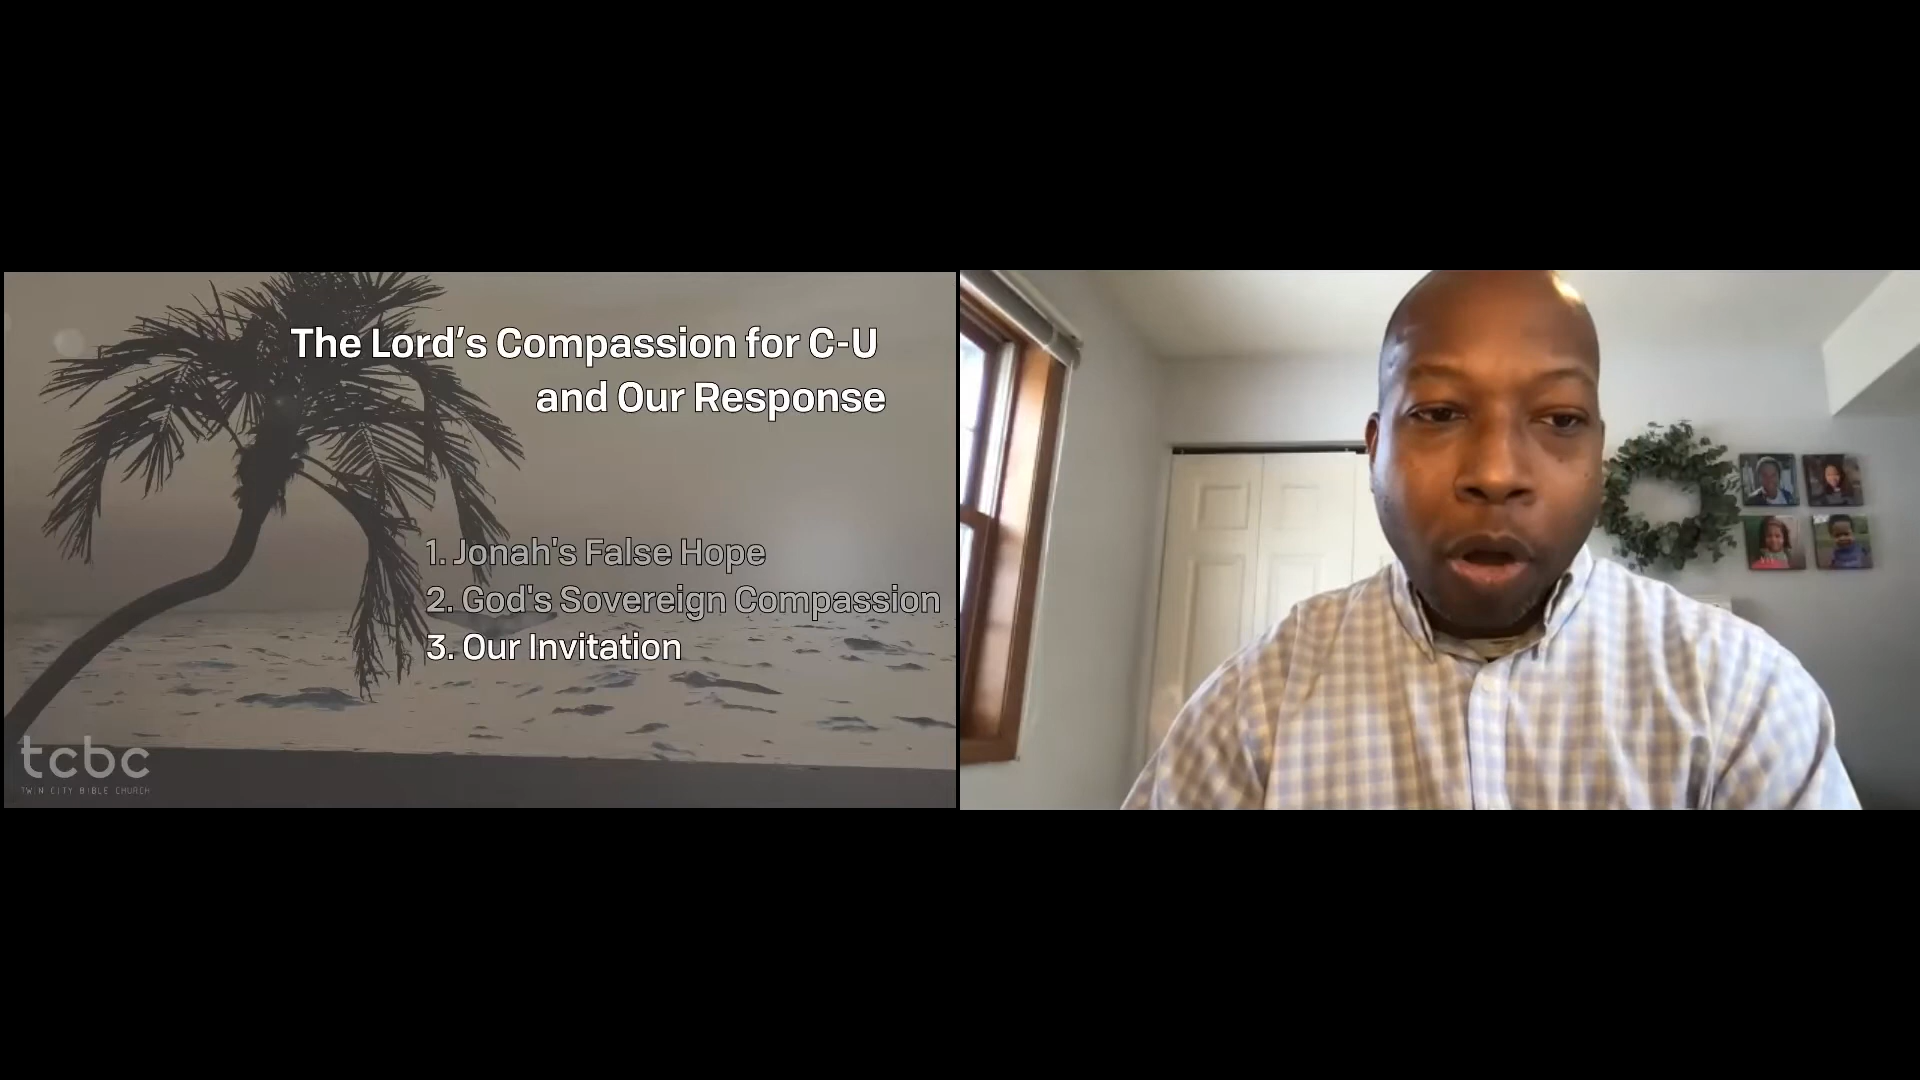 The Lord’s Compassion for C-U
and Our Response
1. Jonah's False Hope
2. God's Sovereign Compassion
3. Our Invitation
tcbc
TWIN CITY BIBLE CHURCH